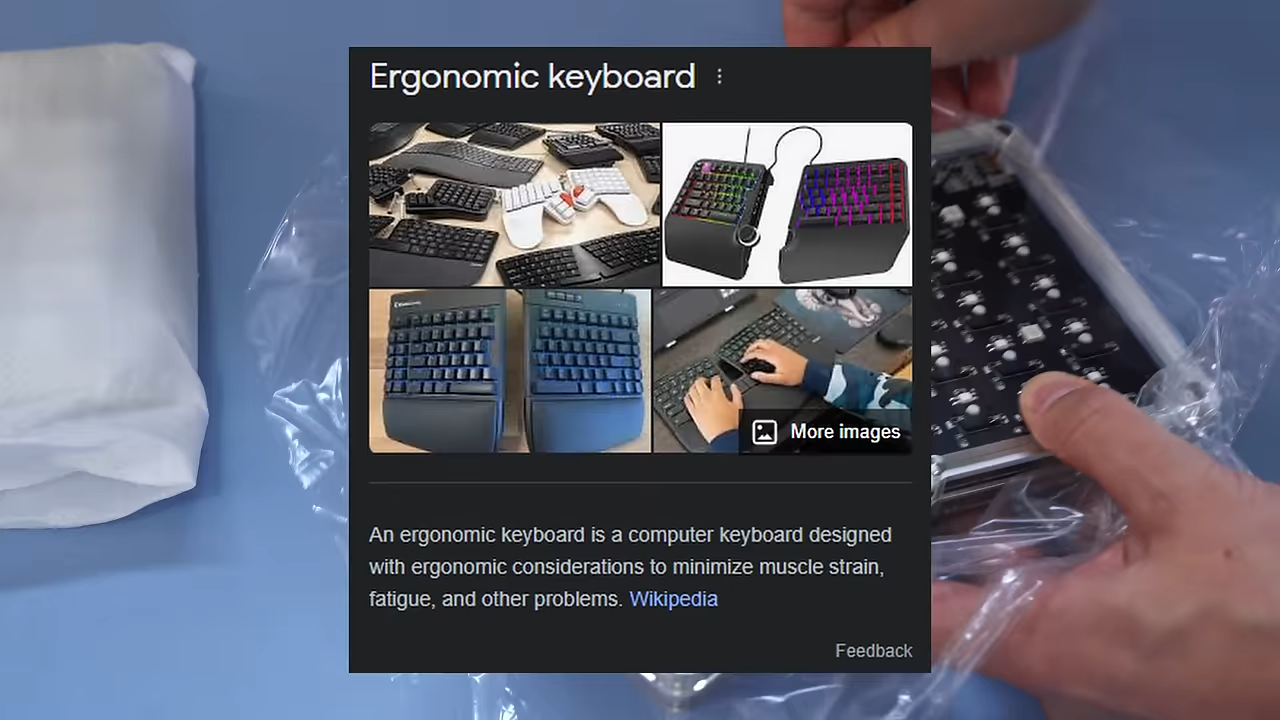 Ergonomic keyboard
More images
An ergonomic keyboard is a computer keyboard designed
with ergonomic considerations to minimize muscle strain,
fatigue, and other problems. Wikipedia
Feedback